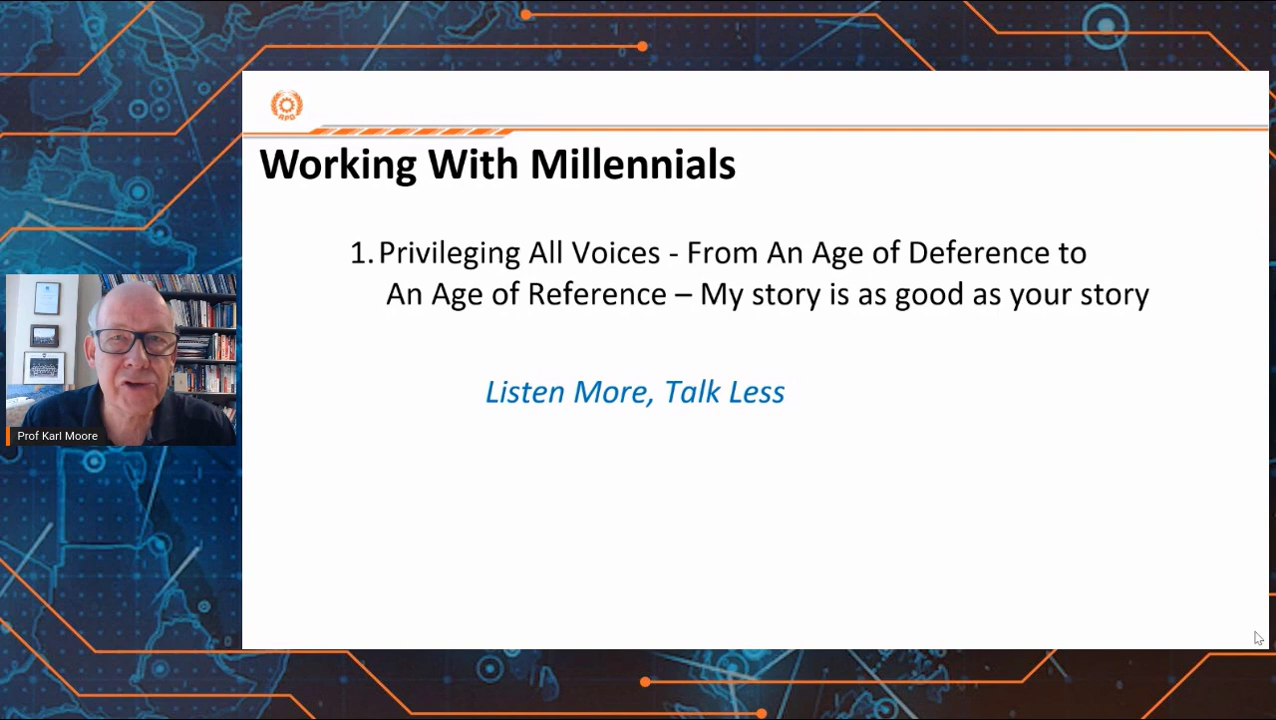 APO
Working With Millennials
1. Privileging All Voices - From An Age of Deference to
An Age of Reference – My story is as good as your story
Listen More, Talk Less
Prof Karl Moore